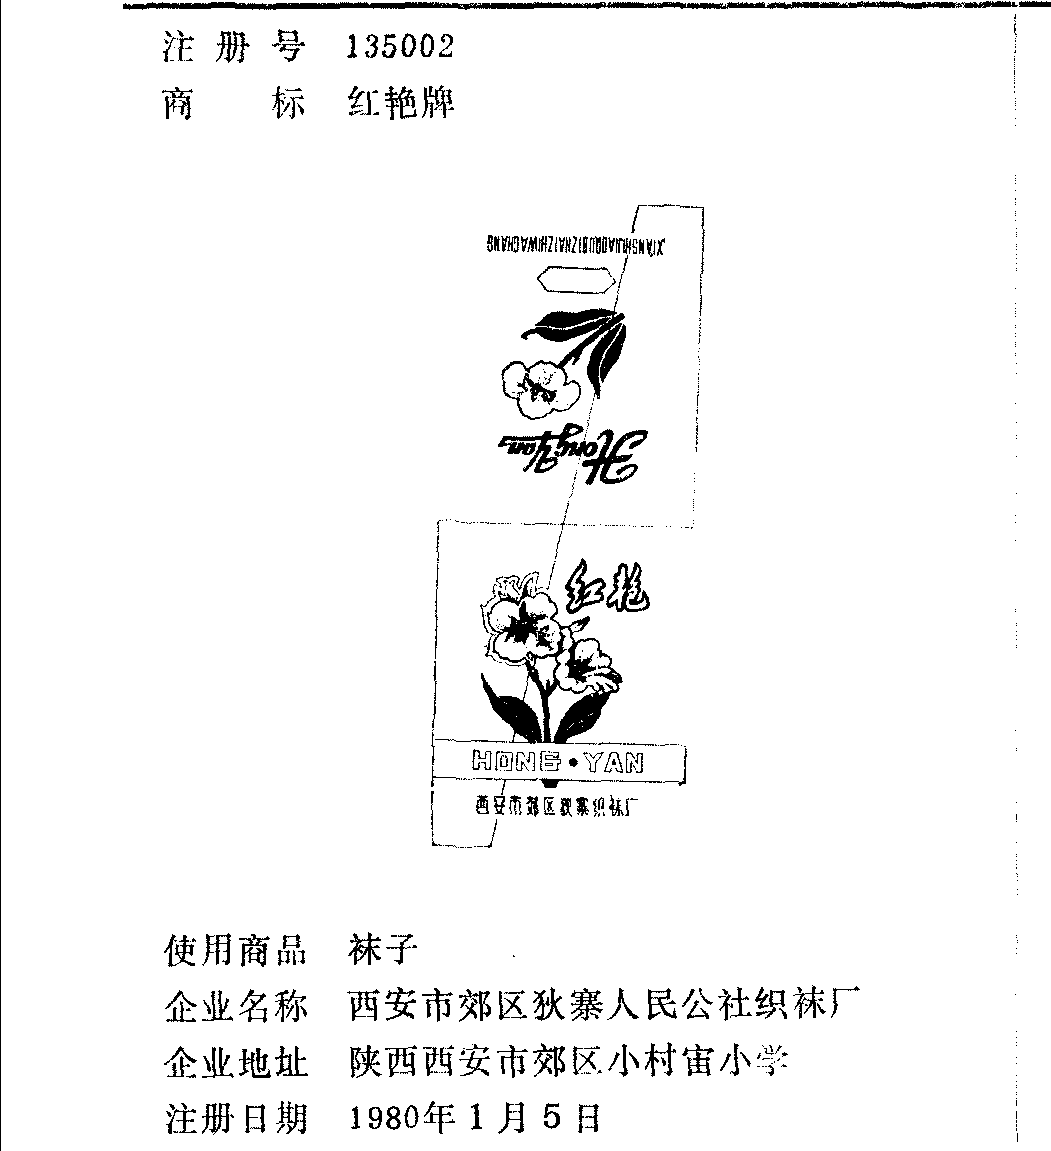 注册号 135002
商标 红艳牌
XIANSHIJIAOQUDIZHAIZHIWACHANG
Hong Yan
红艳
HONG·YAN
西安市郊区狄寨织袜厂
使用商品 袜子
企业名称 西安市郊区狄寨人民公社织袜厂
企业地址 陕西西安市郊区小村宙小学
注册日期 1980年1月5日